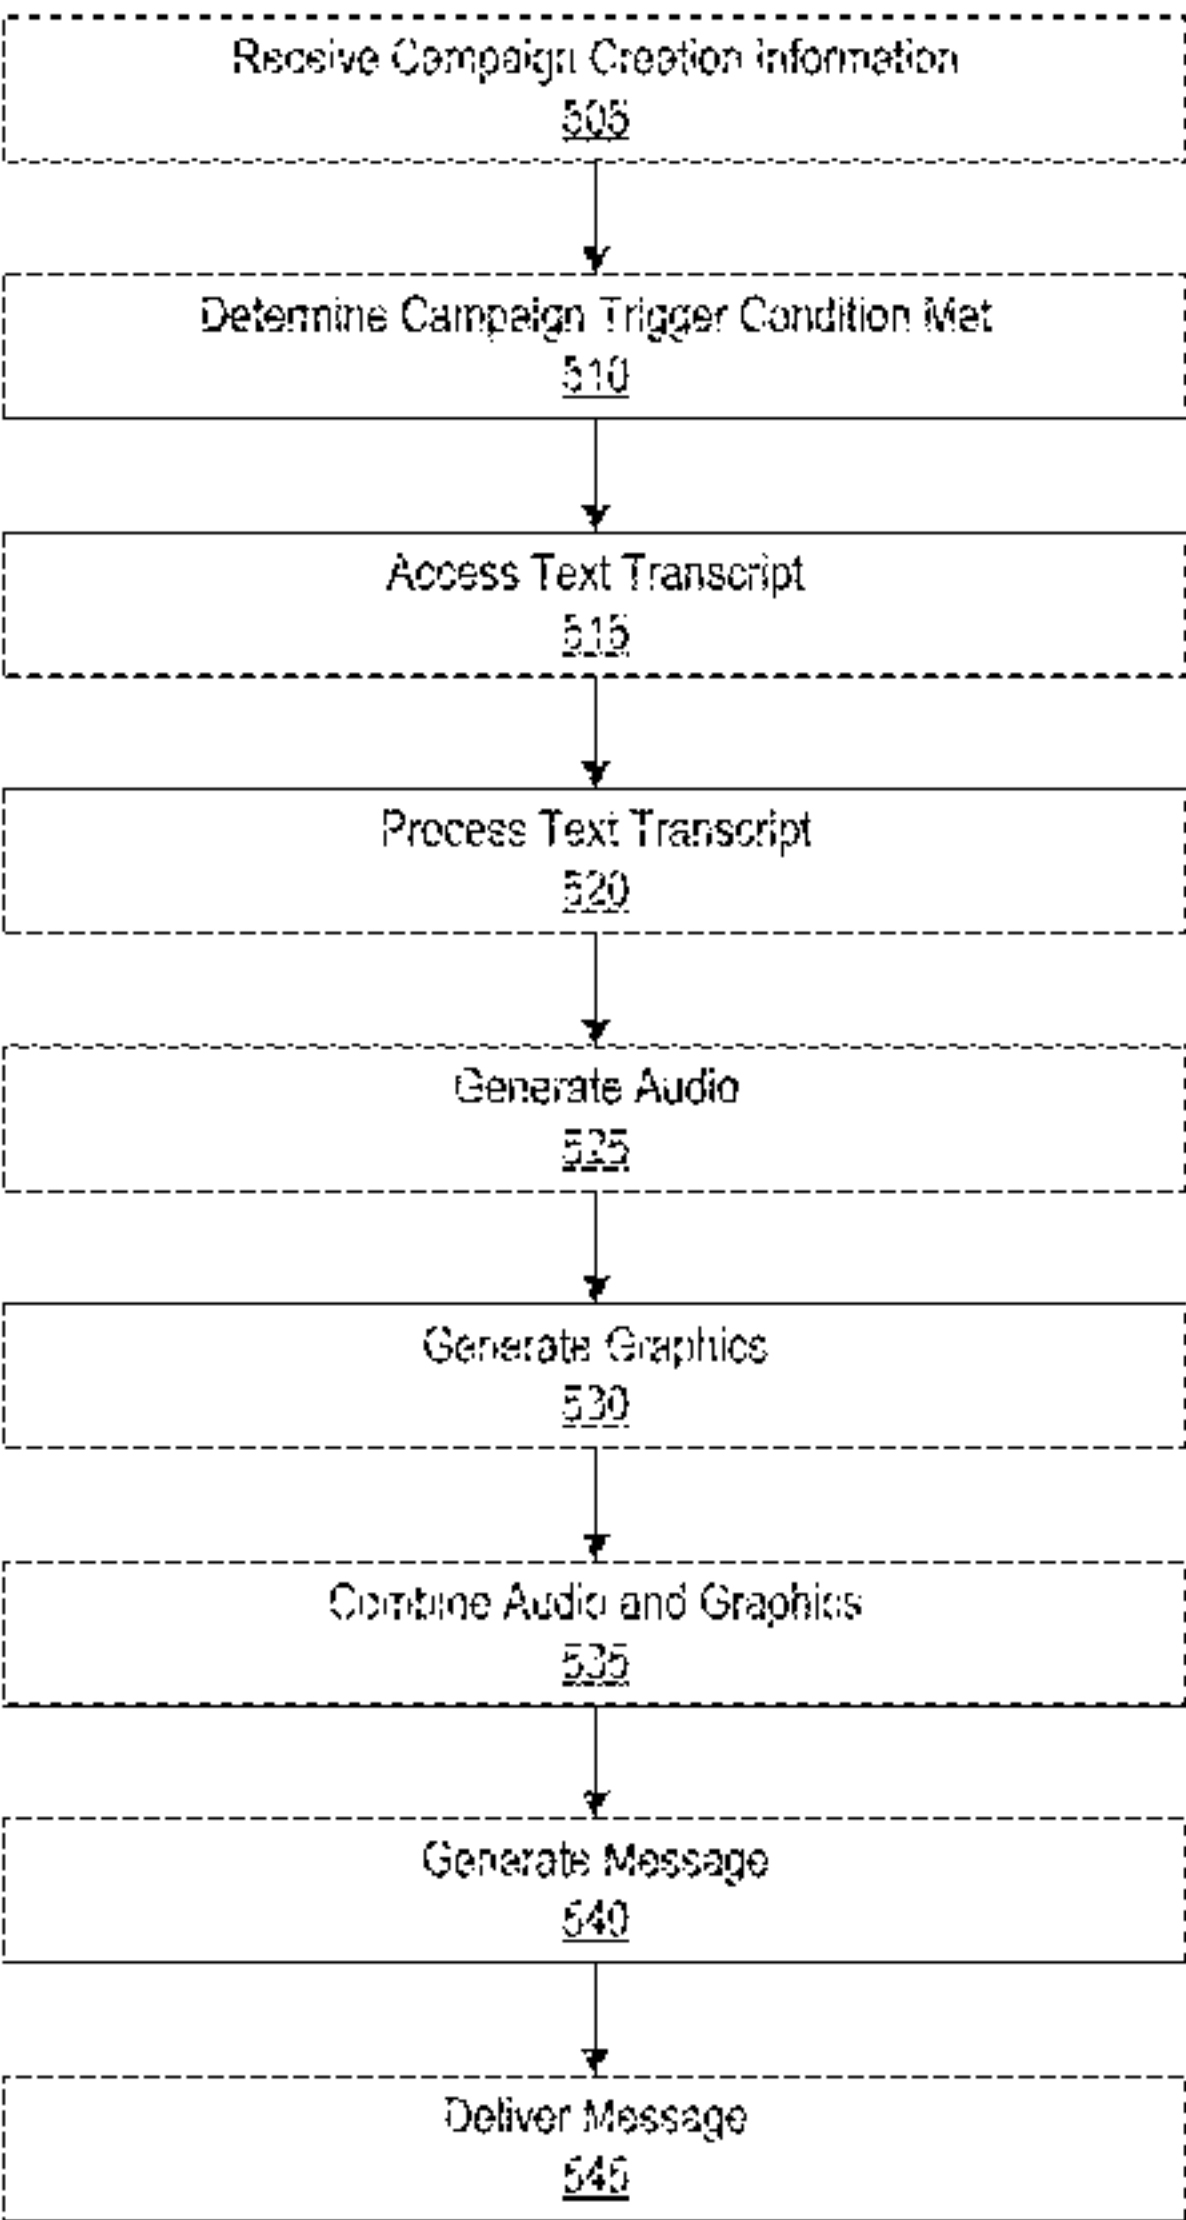 Receive Campaign Creation Information
505
Determine Campaign Trigger Condition Met
510
Access Text Transcript
515
Process Text Transcript
520
Generate Audio
525
Generate Graphics
530
Combine Audio and Graphics
535
Generate Message
540
Deliver Message
545